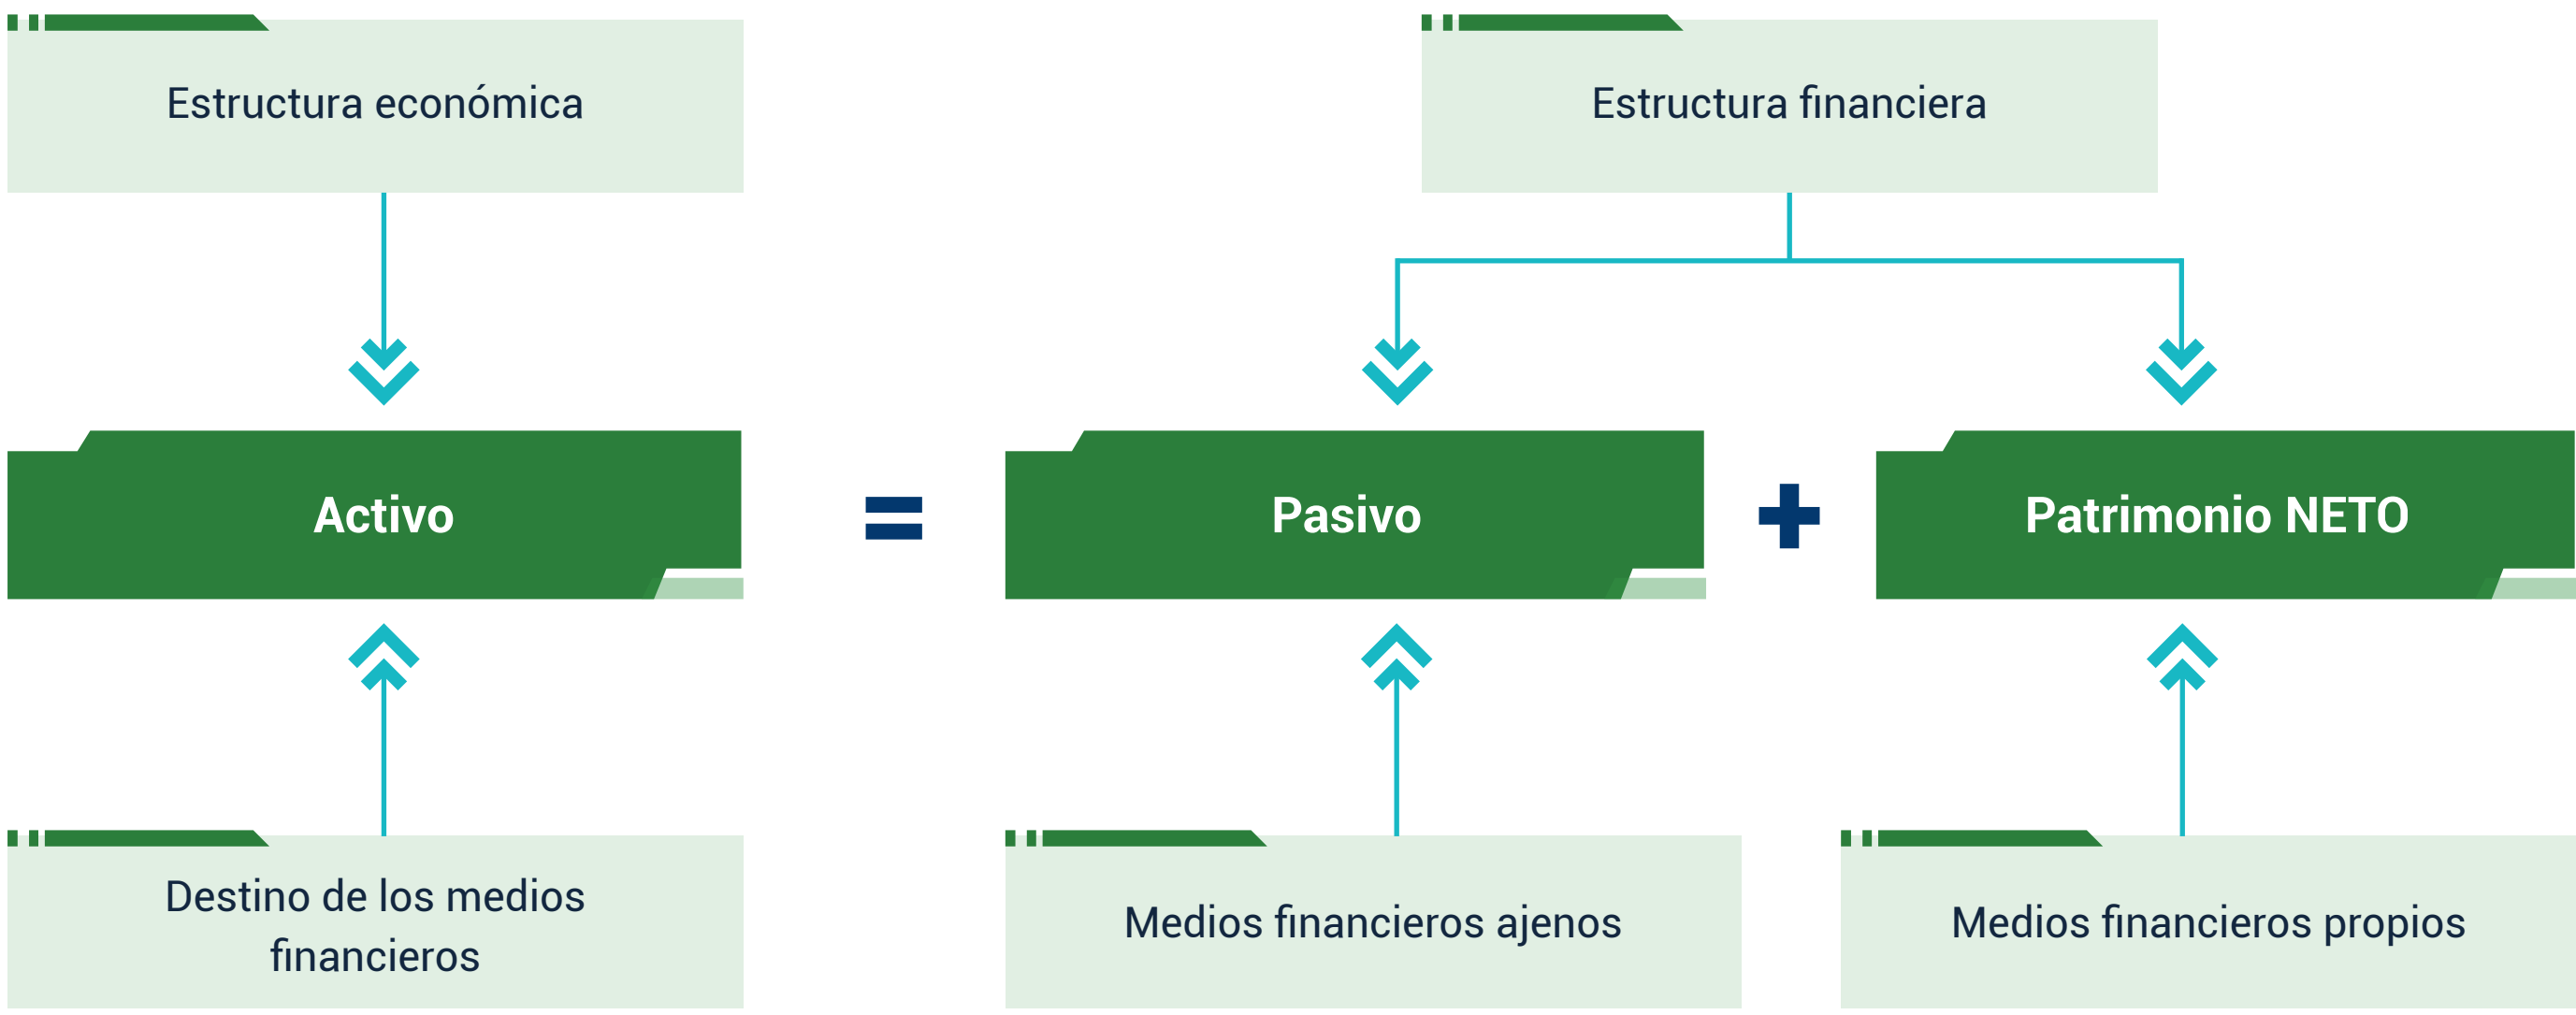 Estructura económica
Estructura financiera
Activo
=
Pasivo
+
Patrimonio NETO
Destino de los medios
financieros
Medios financieros ajenos
Medios financieros propios